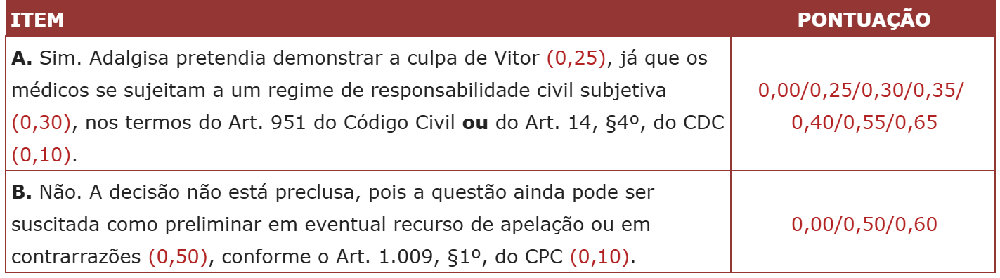 ITEM PONTUAÇÃO
A. Sim. Adalgisa pretendia demonstrar a culpa de Vitor (0,25), já que os
médicos se sujeitam a um regime de responsabilidade civil subjetiva
(0,30), nos termos do Art. 951 do Código Civil ou do Art. 14, §4º, do CDC
(0,10).
0,00/0,25/0,30/0,35/
0,40/0,55/0,65
B. Não. A decisão não está preclusa, pois a questão ainda pode ser
suscitada como preliminar em eventual recurso de apelação ou em
contrarrazões (0,50), conforme o Art. 1.009, §1º, do CPC (0,10).
0,00/0,50/0,60